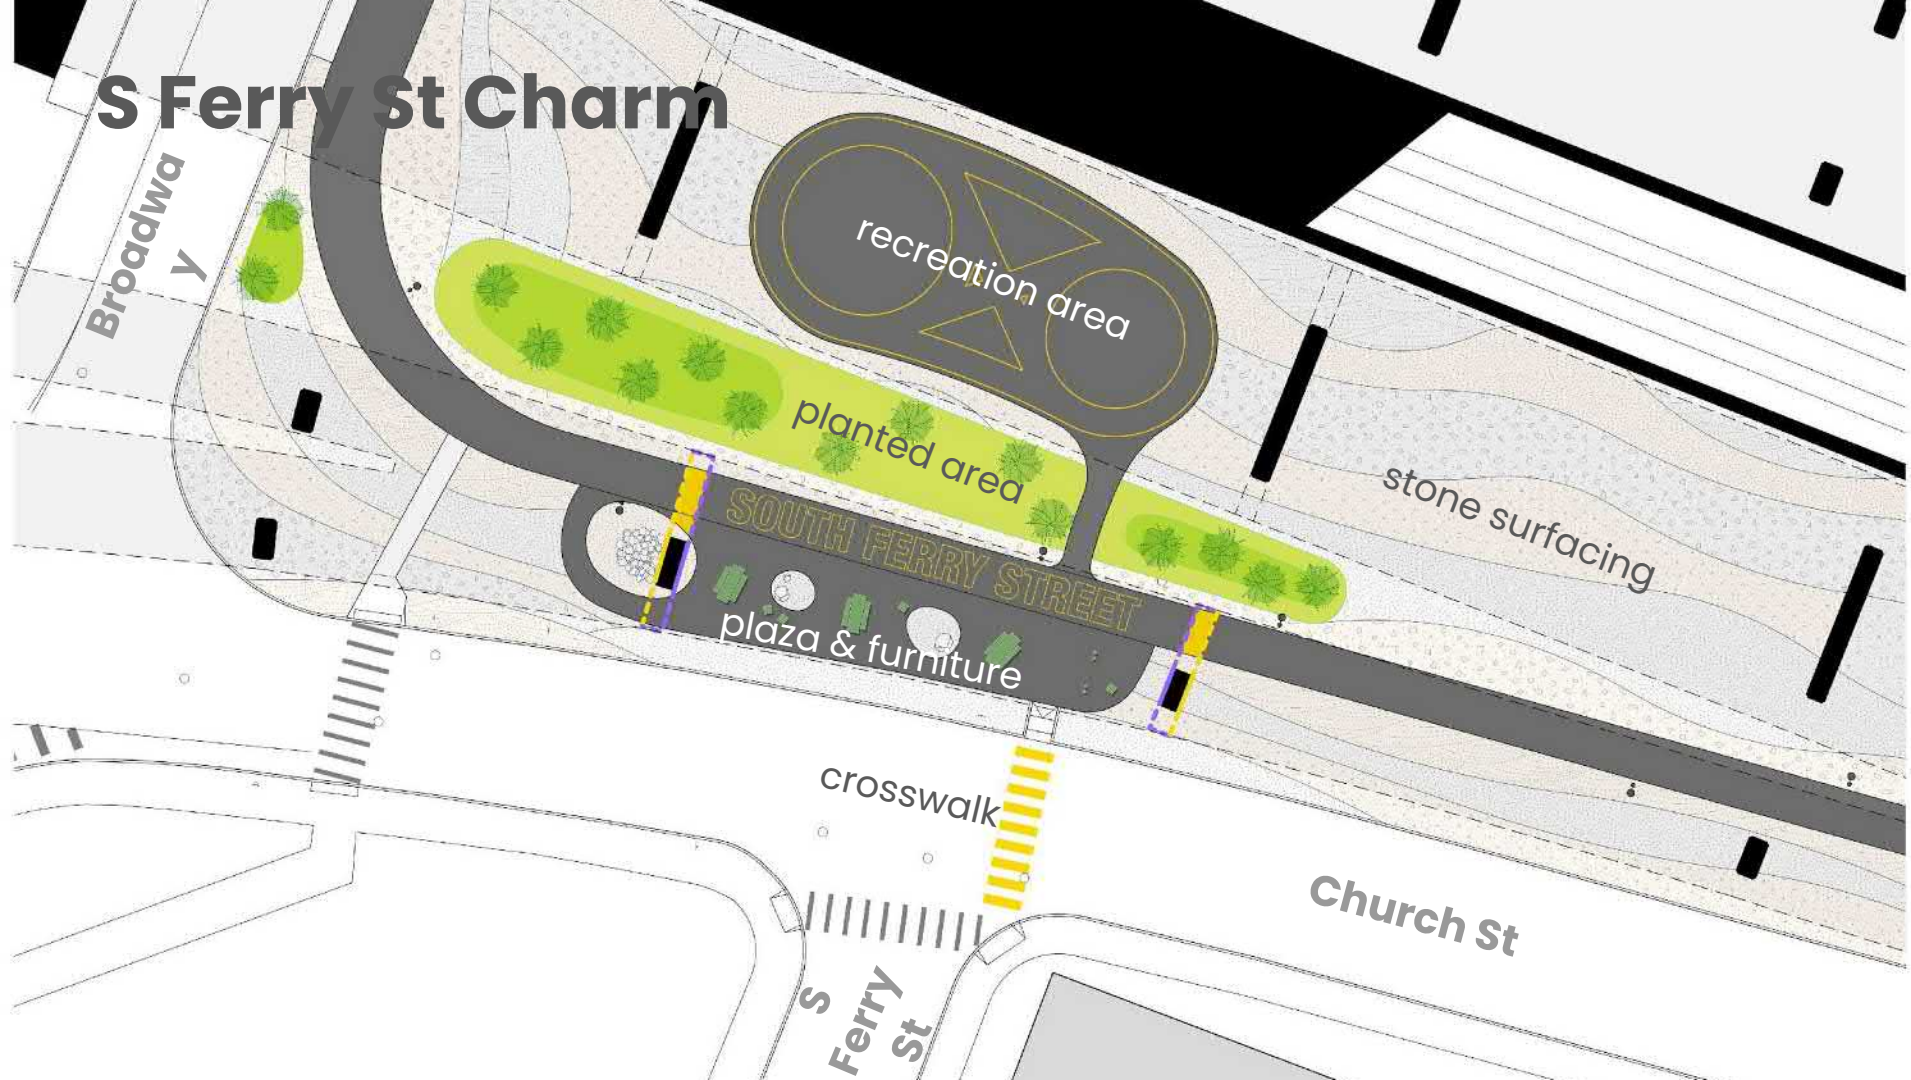 S Ferry St Charm
Broadwa
y
recreation area
planted area
stone surfacing
SOUTH FERRY STREET
plaza & furniture
crosswalk
Church St
S
Ferry
St